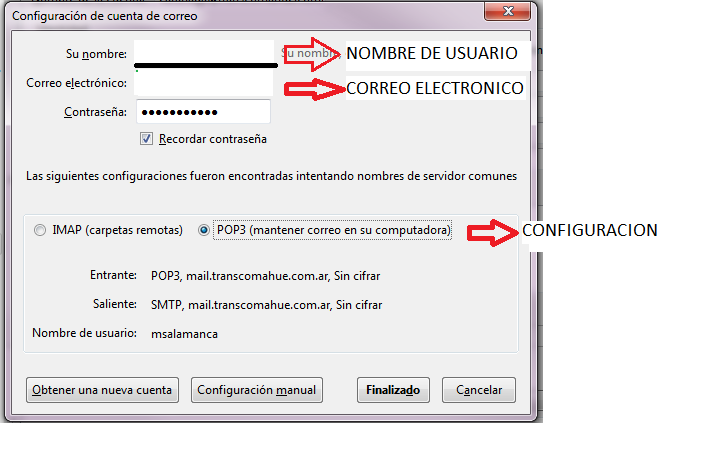 Configuración de cuenta de correo
Su nombre:
Su nombre,
NOMBRE DE USUARIO
Correo electrónico:
CORREO ELECTRONICO
Contraseña: ●●●●●●●●●●●
Recordar contraseña
Las siguientes configuraciones fueron encontradas intentando nombres de servidor comunes
IMAP (carpetas remotas) POP3 (mantener correo en su computadora)
CONFIGURACION
Entrante: POP3, mail.transcomahue.com.ar, Sin cifrar
Saliente: SMTP, mail.transcomahue.com.ar, Sin cifrar
Nombre de usuario: msalamanca
Obtener una nueva cuenta Configuración manual Finalizado Cancelar